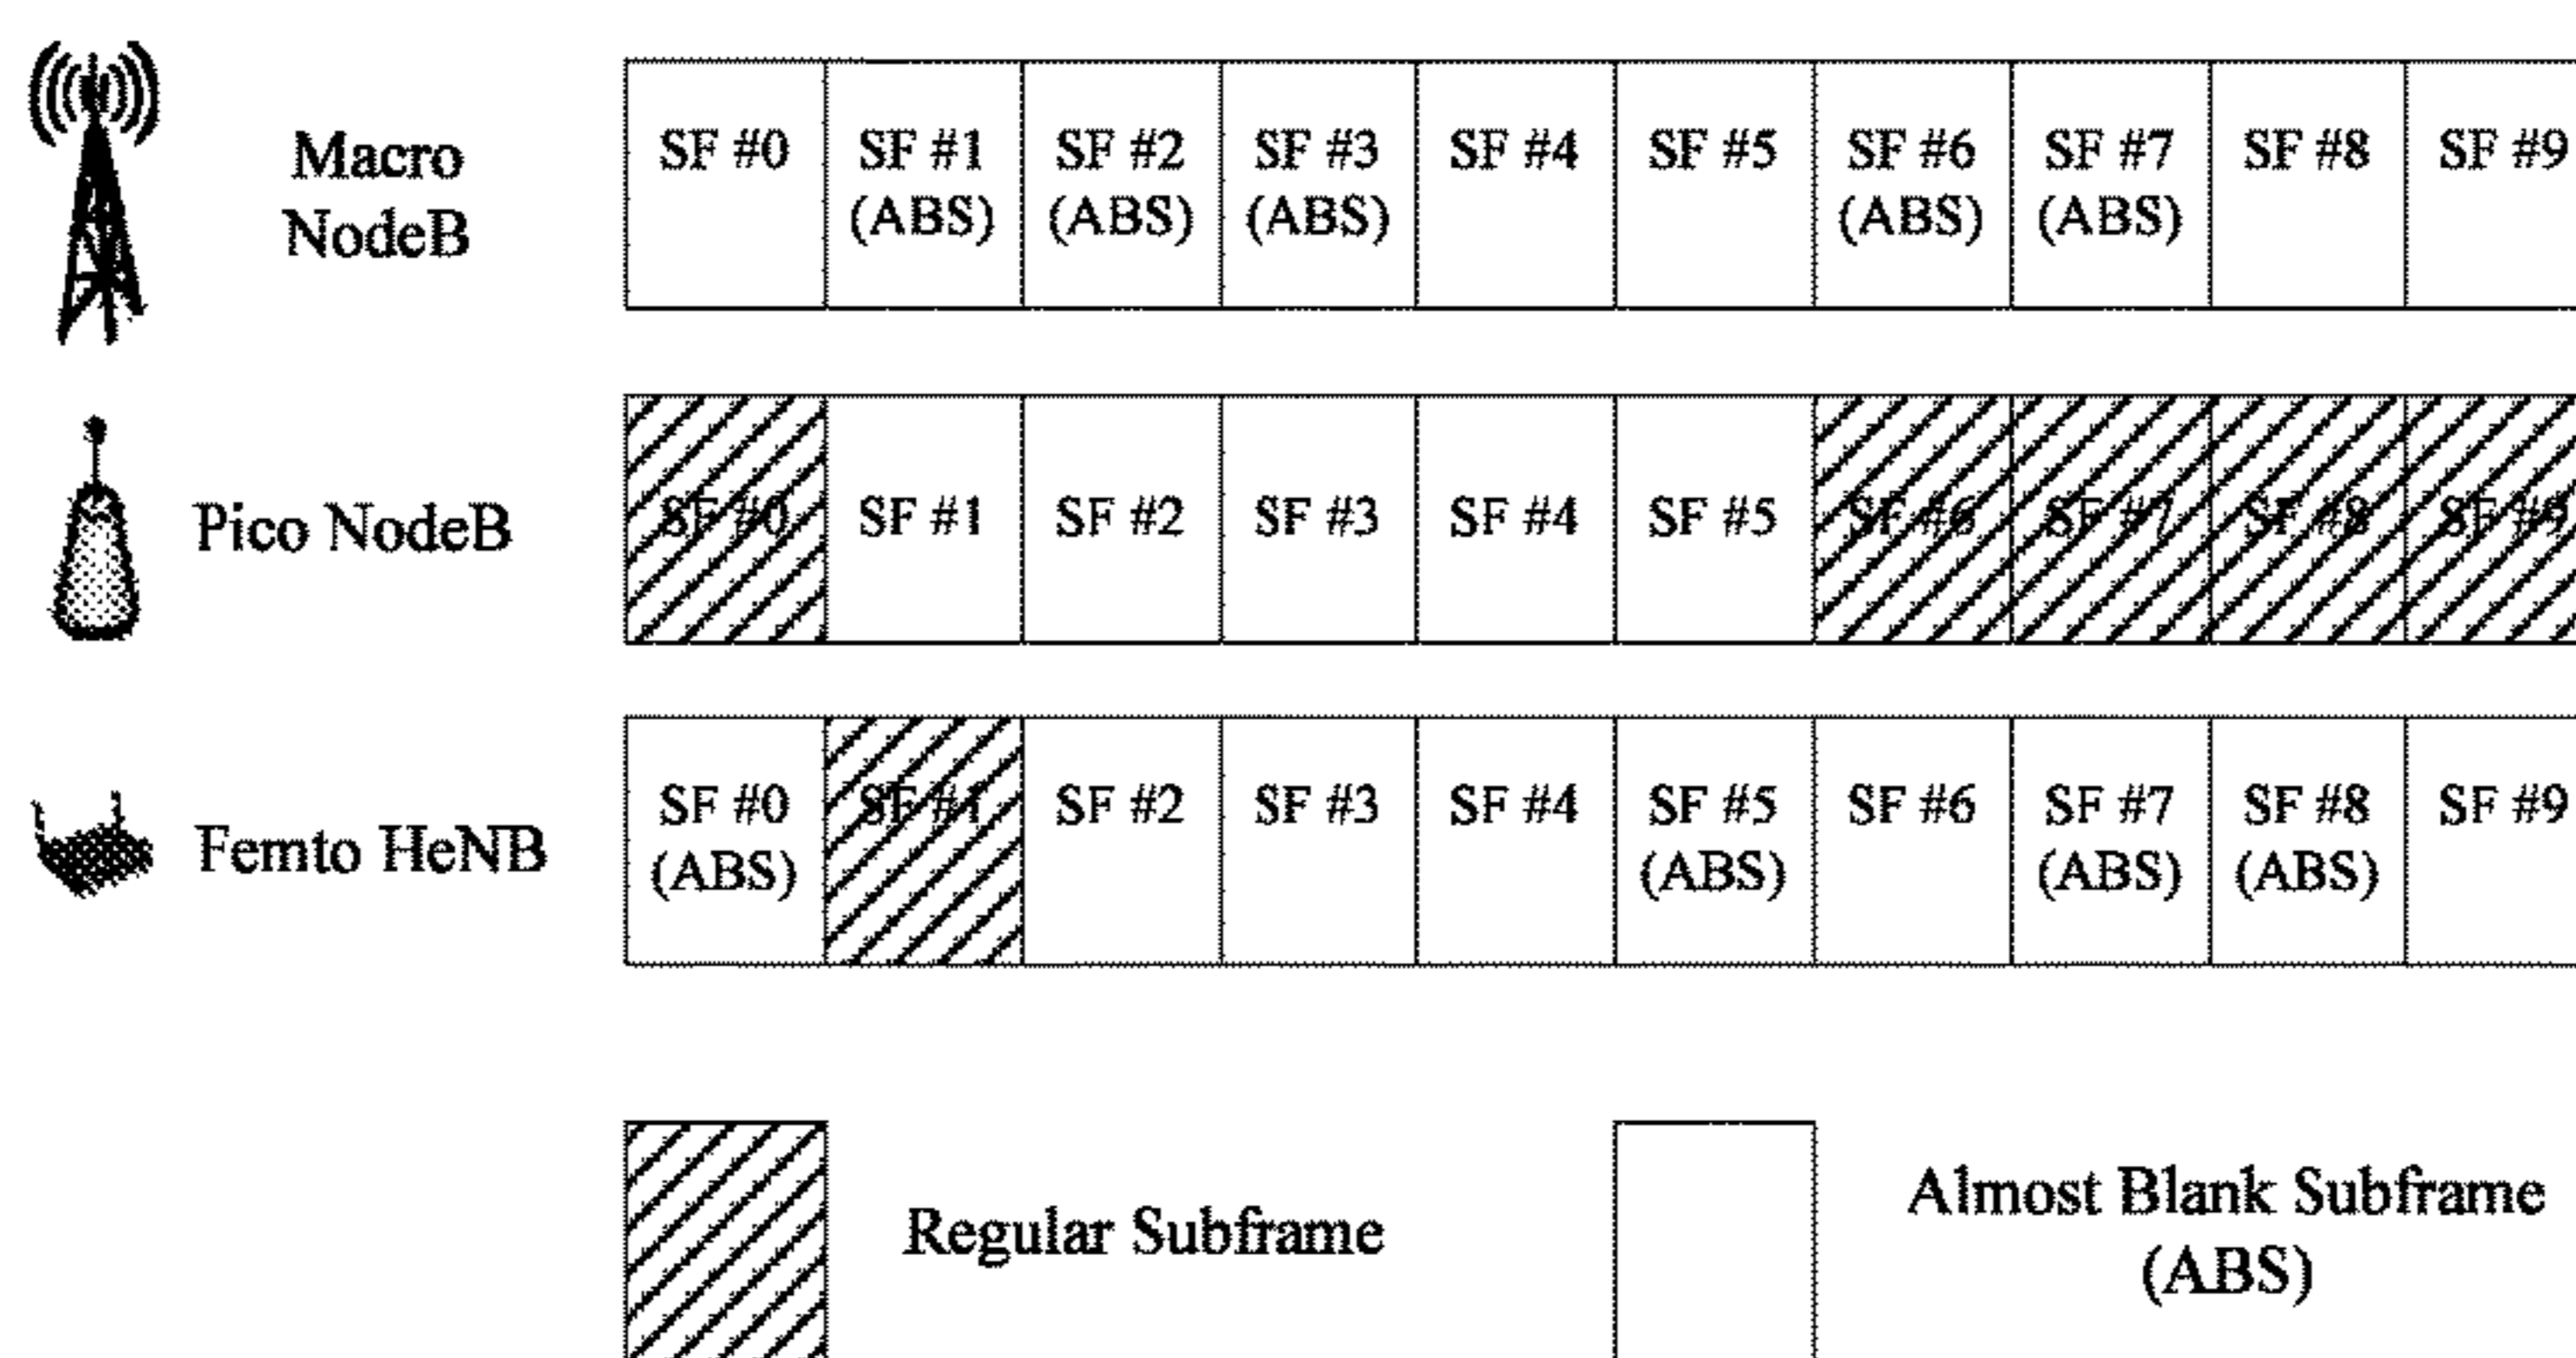 Macro
NodeB
SF #0 SF #1 SF #2 SF #3 SF #4 SF #5 SF #6 SF #7 SF #8 SF #9
(ABS) (ABS) (ABS) (ABS) (ABS)
Pico NodeB
SF #0 SF #1 SF #2 SF #3 SF #4 SF #5 SF #6 SF #7 SF #8 SF #9
Femto HeNB
SF #0 SF #1 SF #2 SF #3 SF #4 SF #5 SF #6 SF #7 SF #8 SF #9
(ABS) (ABS) (ABS) (ABS)
Regular Subframe
Almost Blank Subframe
(ABS)